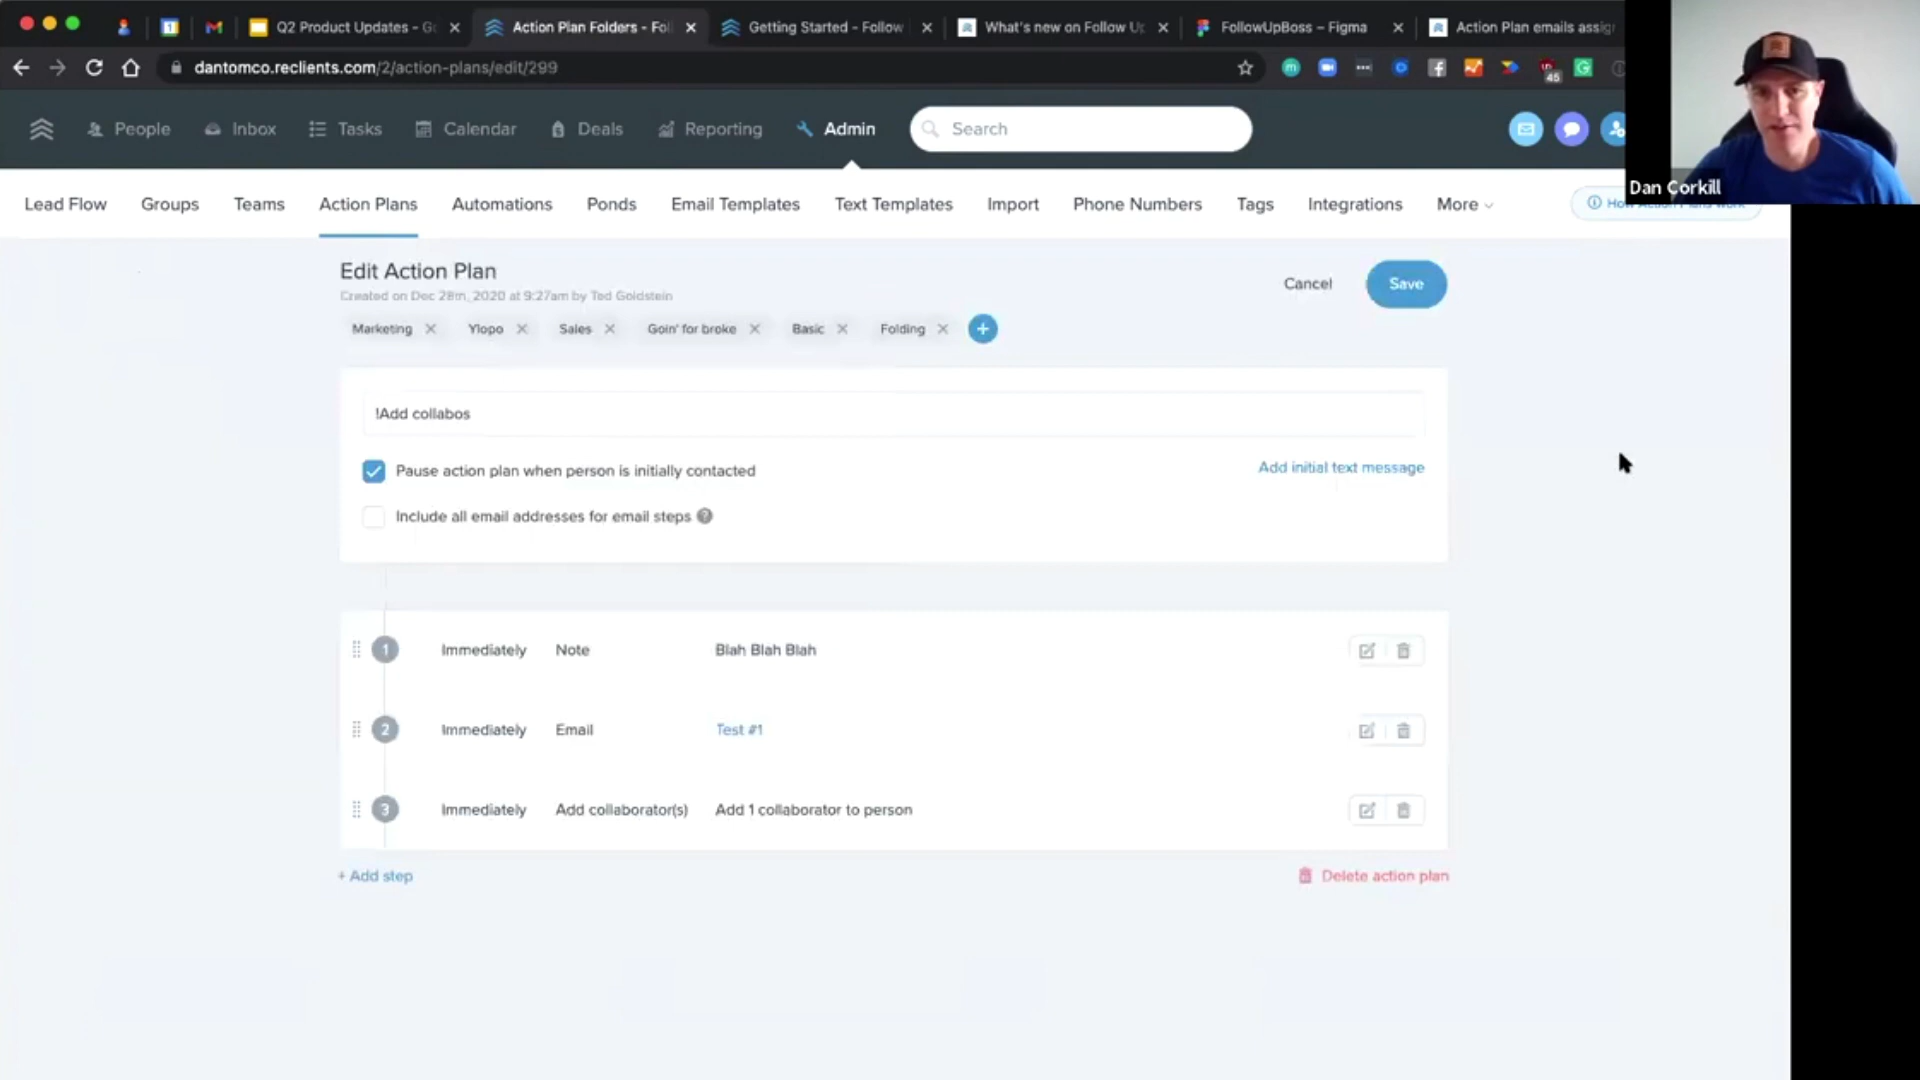 Q2 Product Updates - G
Action Plan Folders - Fol
Getting Started - Follow
What's new on Follow U
FollowUpBoss – Figma
Action Plan emails assig
dantomco.reclients.com/2/action-plans/edit/299
45
People
Inbox
Tasks
Calendar
Deals
Reporting
Admin
Search
Dan Corkill
Lead Flow
Groups
Teams
Action Plans
Automations
Ponds
Email Templates
Text Templates
Import
Phone Numbers
Tags
Integrations
More
How Action Plans work
Edit Action Plan
Created on Dec 28th, 2020 at 9:27am by Ted Goldstein
Cancel
Save
Marketing
Ylopo
Sales
Goin' for broke
Basic
Folding
!Add collabos
Pause action plan when person is initially contacted
Add initial text message
Include all email addresses for email steps
1 Immediately Note Blah Blah Blah
2 Immediately Email Test #1
3 Immediately Add collaborator(s) Add 1 collaborator to person
+ Add step
Delete action plan